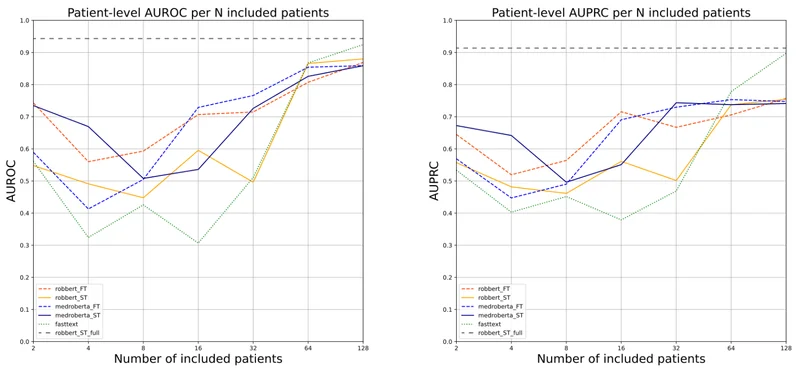 Patient-level AUROC per N included patients
AUROC
1.0
0.9
0.8
0.7
0.6
0.5
0.4
0.3
0.2
0.1
0.0
robbert_FT
robbert_ST
medroberta_FT
medroberta_ST
fasttext
robbert_ST_full
2 4 8 16 32 64 128
Number of included patients
Patient-level AUPRC per N included patients
AUPRC
1.0
0.9
0.8
0.7
0.6
0.5
0.4
0.3
0.2
0.1
0.0
robbert_FT
robbert_ST
medroberta_FT
medroberta_ST
fasttext
robbert_ST_full
2 4 8 16 32 64 128
Number of included patients